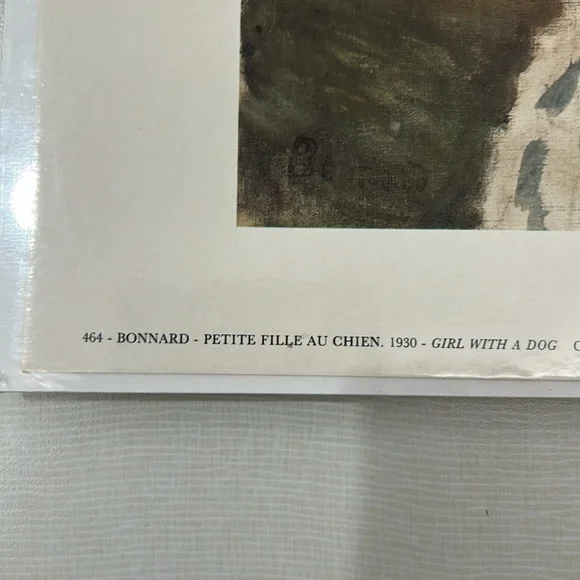 464 - BONNARD - PETITE FILLE AU CHIEN. 1930 - GIRL WITH A DOG